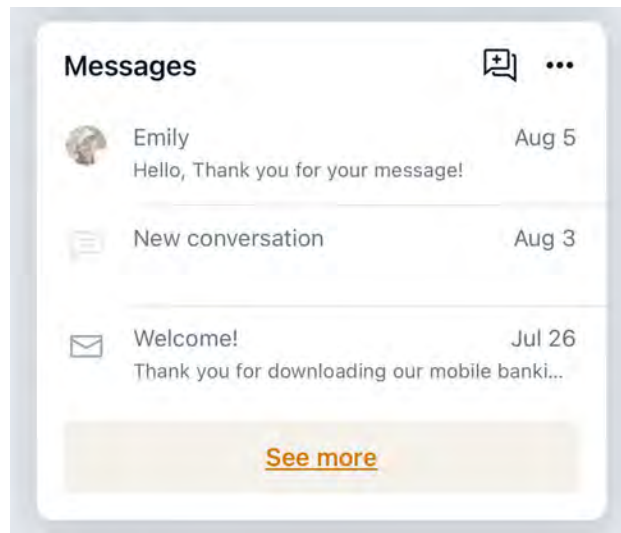 Messages
Emily Aug 5
Hello, Thank you for your message!
New conversation Aug 3
Welcome! Jul 26
Thank you for downloading our mobile banki...
See more